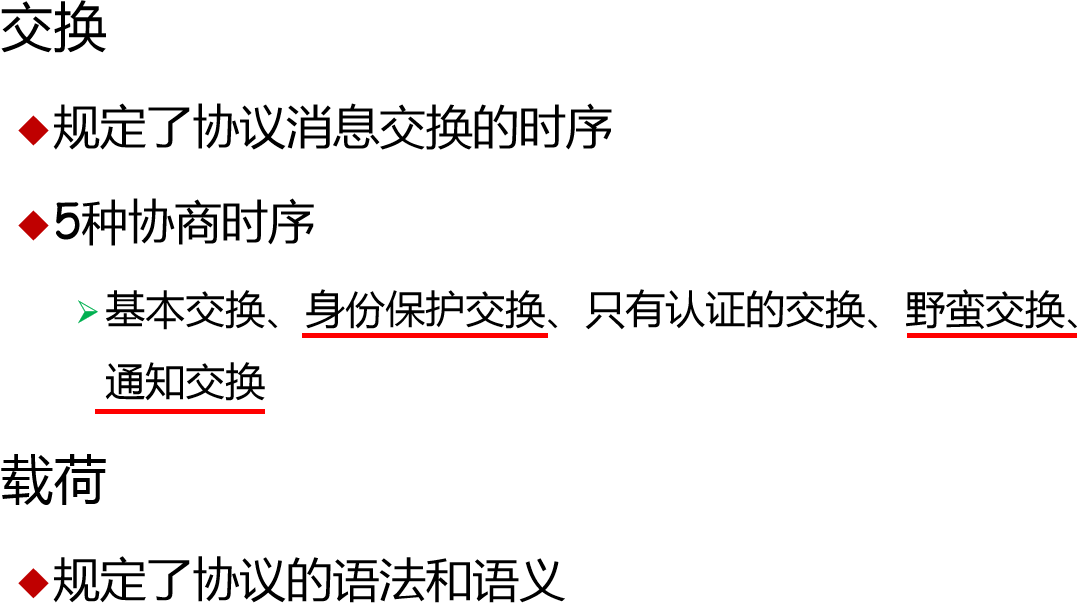 交换
规定了协议消息交换的时序
5种协商时序
基本交换、身份保护交换、只有认证的交换、野蛮交换、
通知交换
载荷
规定了协议的语法和语义